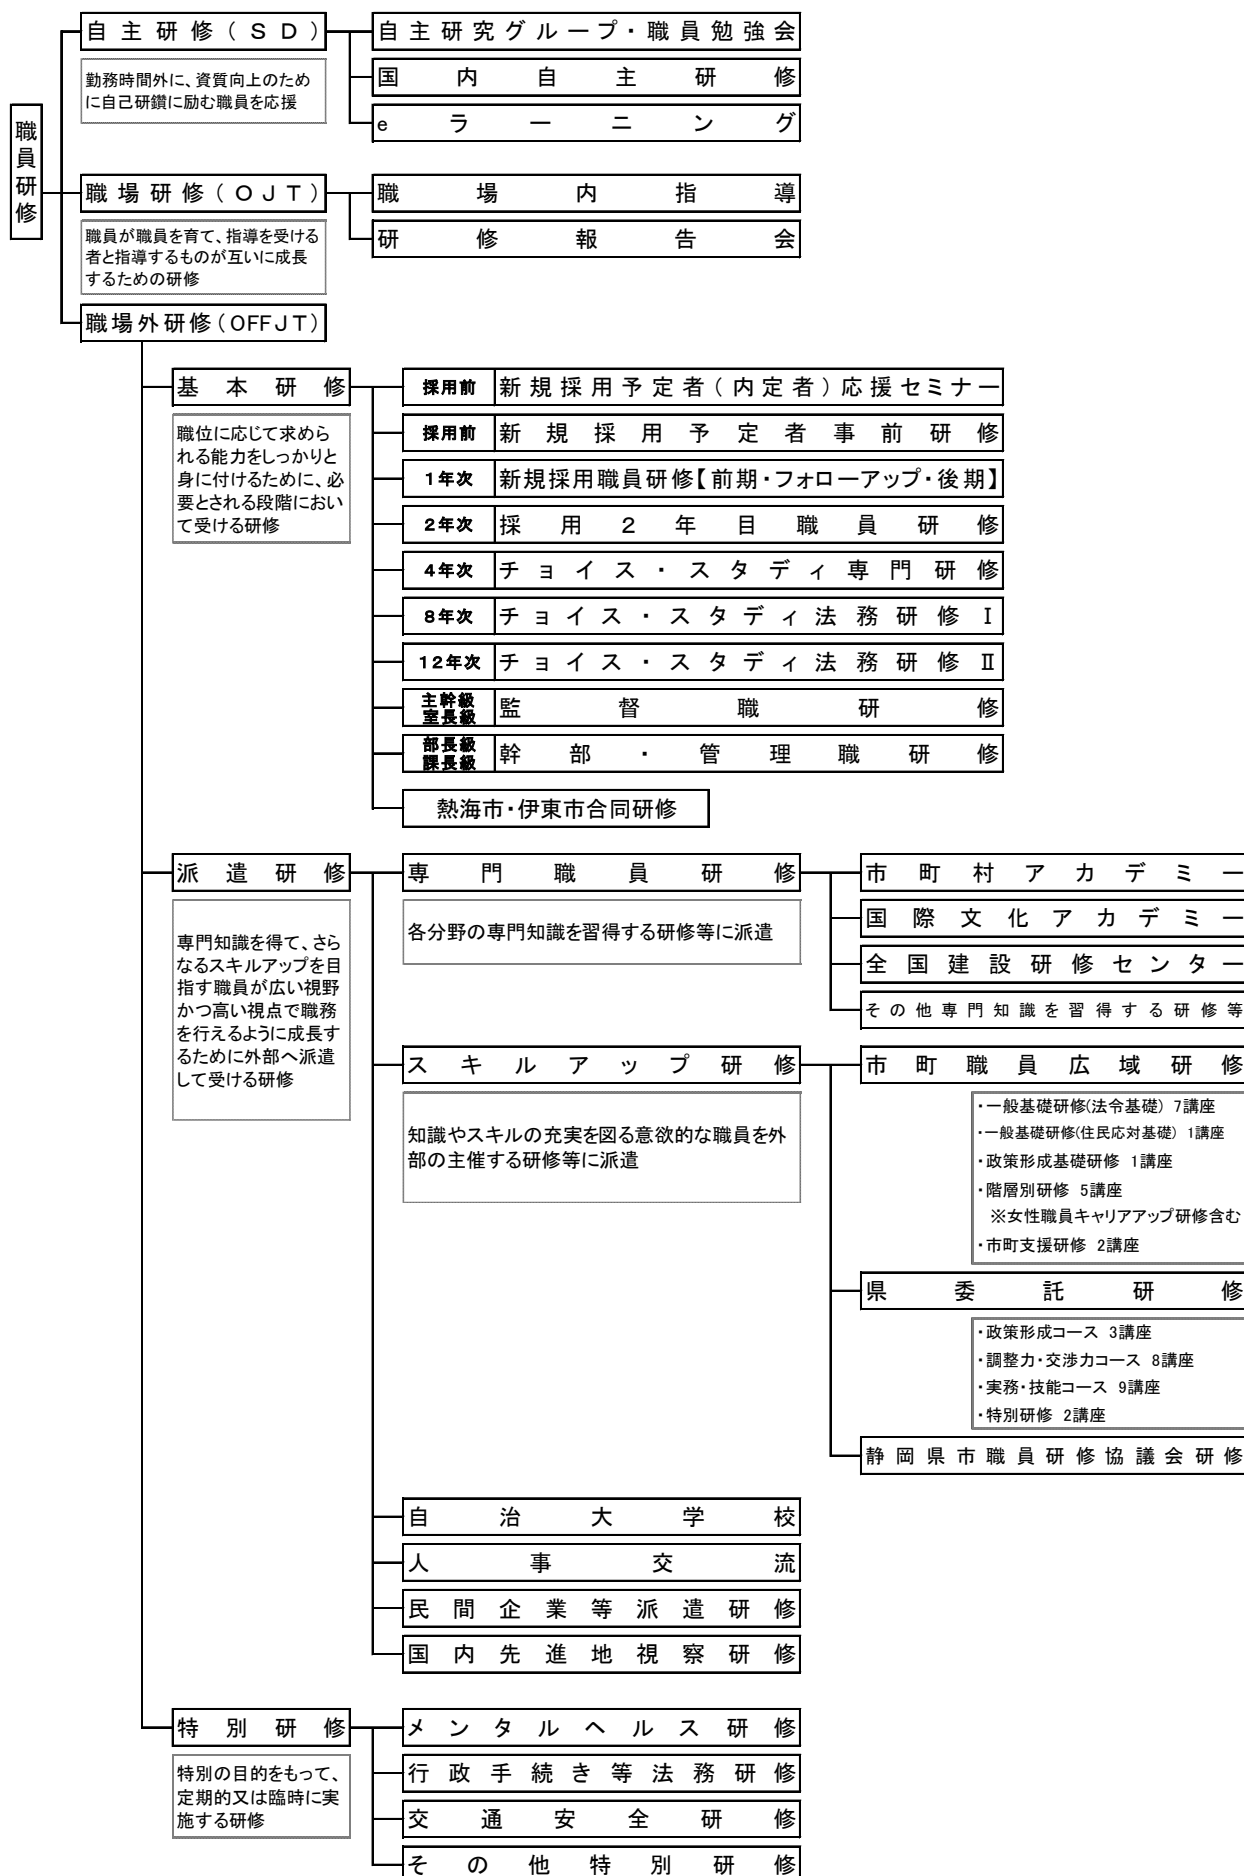 職員研修
自主研修(SD)
勤務時間外に、資質向上のため
に自己研鑽に励む職員を応援
自主研究グループ・職員勉強会
国内自主研修
eラーニング
職場研修(OJT)
職員が職員を育て、指導を受ける
者と指導するものが互いに成長
するための研修
職場内指導
研修報告会
職場外研修(OFFJT)
基本研修
職位に応じて求めら
れる能力をしっかりと
身に付けるために、必
要とされる段階におい
て受ける研修
採用前 新規採用予定者(内定者)応援セミナー
採用前 新規採用予定者事前研修
1年次 新規採用職員研修【前期・フォローアップ・後期】
2年次 採用2年目職員研修
4年次 チョイス・スタディ専門研修
8年次 チョイス・スタディ法務研修Ⅰ
12年次 チョイス・スタディ法務研修Ⅱ
主幹級
室長級
監督職研修
部長級
課長級
幹部・管理職研修
熱海市・伊東市合同研修
派遣研修
専門知識を得て、さら
なるスキルアップを目
指す職員が広い視野
かつ高い視点で職務
を行えるように成長す
るために外部へ派遣
して受ける研修
専門職員研修
各分野の専門知識を習得する研修等に派遣
市町村アカデミー
国際文化アカデミー
全国建設研修センター
その他専門知識を習得する研修等
スキルアップ研修
知識やスキルの充実を図る意欲的な職員を外
部の主催する研修等に派遣
市町職員広域研修
・一般基礎研修(法令基礎) 7講座
・一般基礎研修(住民応対基礎) 1講座
・政策形成基礎研修 1講座
・階層別研修 5講座
※女性職員キャリアアップ研修含む
・市町支援研修 2講座
県委託研修
・政策形成コース 3講座
・調整力・交渉力コース 8講座
・実務・技能コース 9講座
・特別研修 2講座
静岡県市職員研修協議会研修
自治大学校
人事交流
民間企業等派遣研修
国内先進地視察研修
特別研修
特別の目的をもって、
定期的又は臨時に実
施する研修
メンタルヘルス研修
行政手続き等法務研修
交通安全研修
その他特別研修